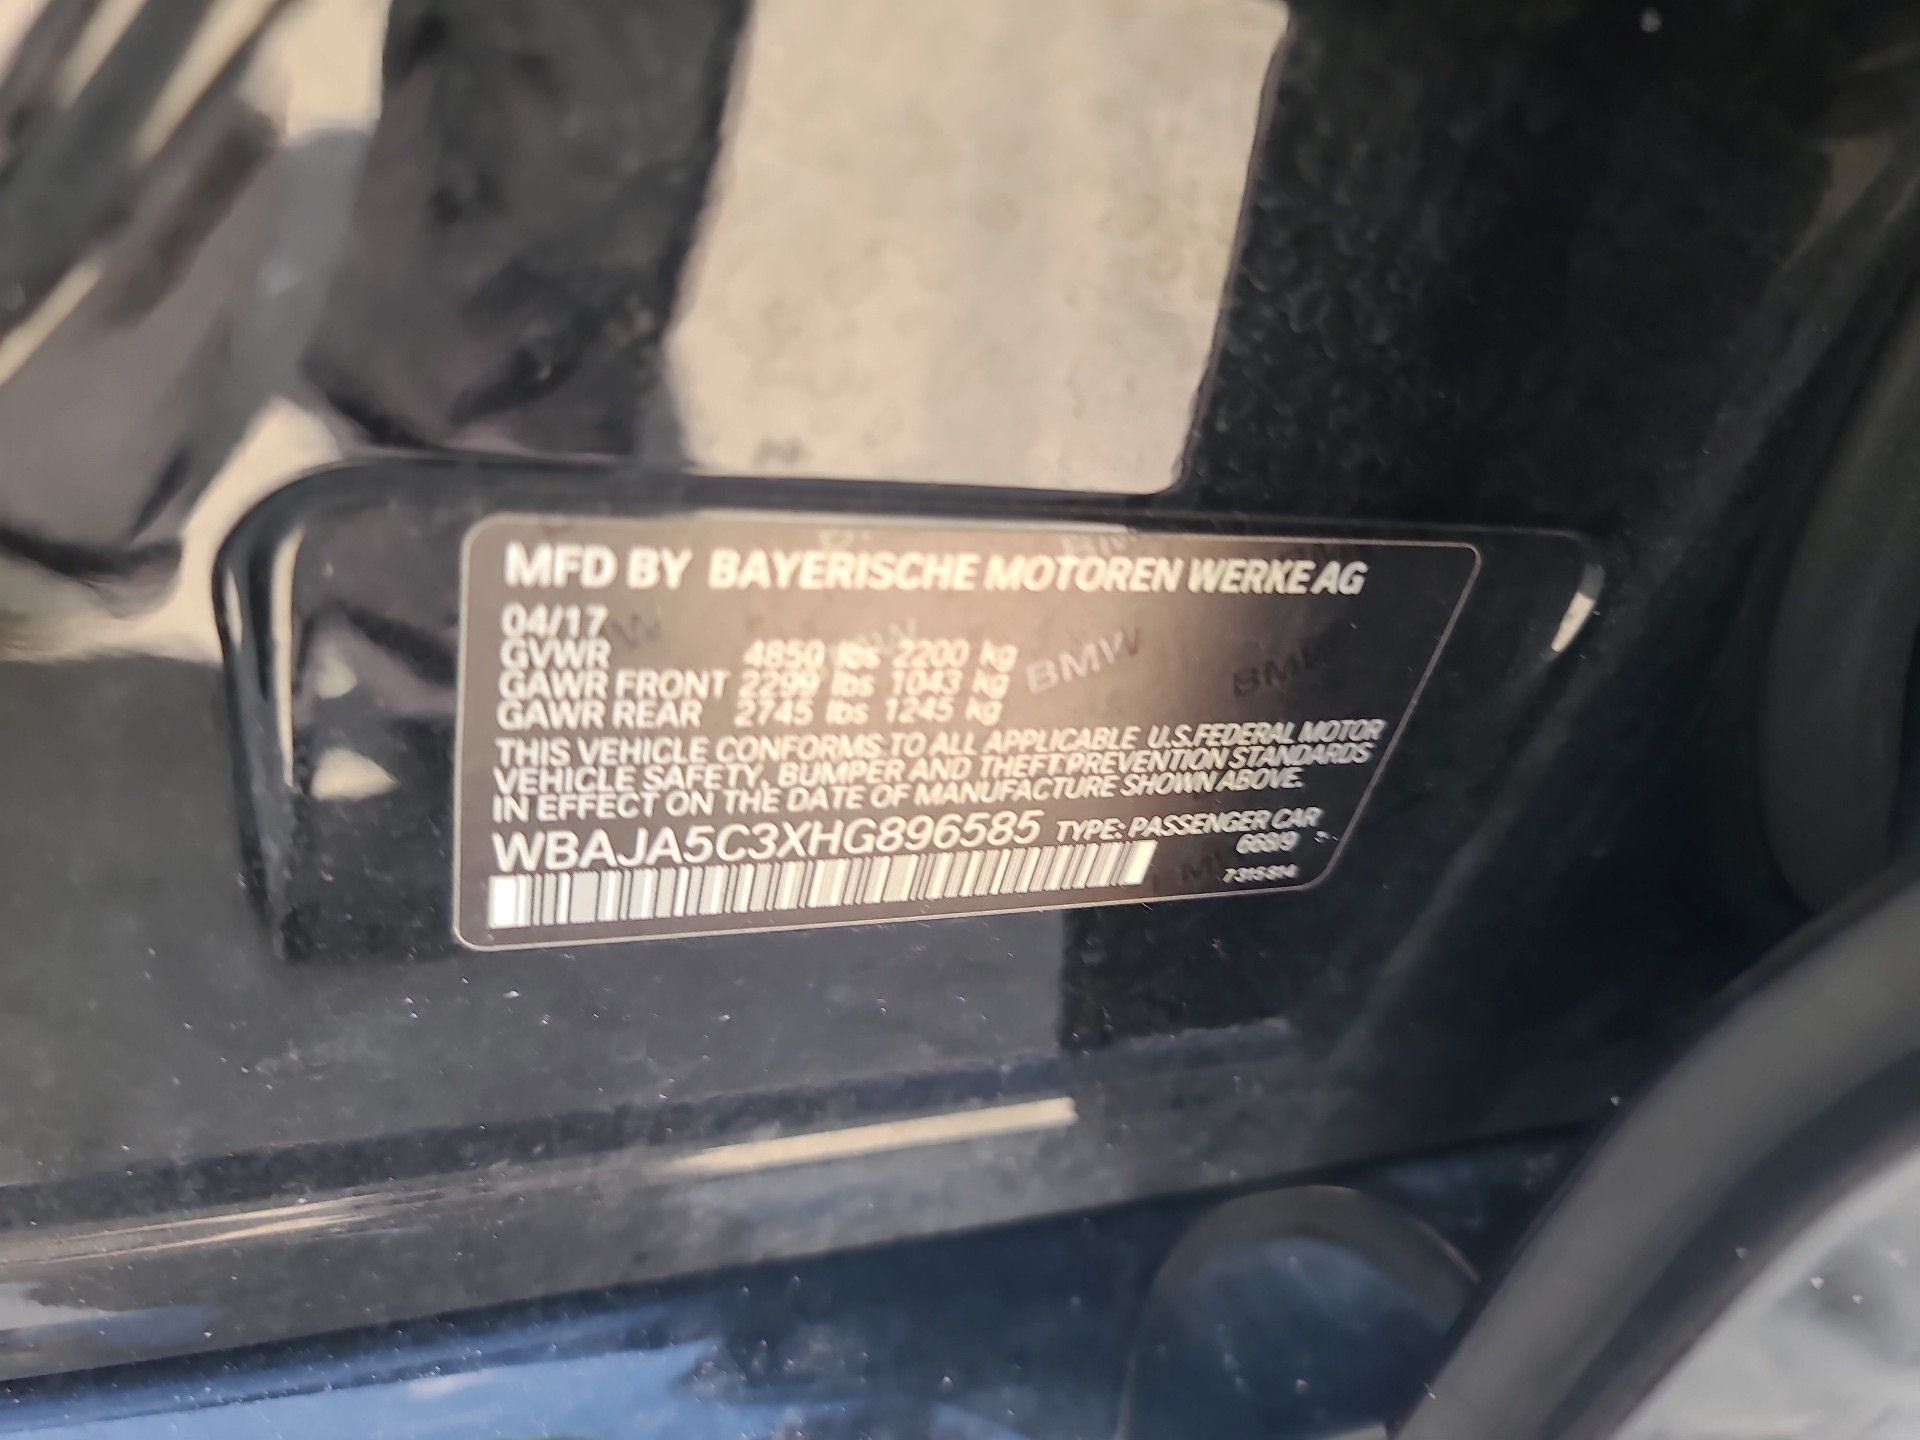 MFD BY BAYERISCHE MOTOREN WERKE AG
04/17
GVWR 4850 lbs 2200 kg
GAWR FRONT 2299 lbs 1043 kg
GAWR REAR 2745 lbs 1245 kg
BMW BMW
THIS VEHICLE CONFORMS TO ALL APPLICABLE U.S.FEDERAL MOTOR
VEHICLE SAFETY, BUMPER AND THEFT PREVENTION STANDARDS
IN EFFECT ON THE DATE OF MANUFACTURE SHOWN ABOVE.
WBAJA5C3XHG896585 TYPE: PASSENGER CAR
7315814